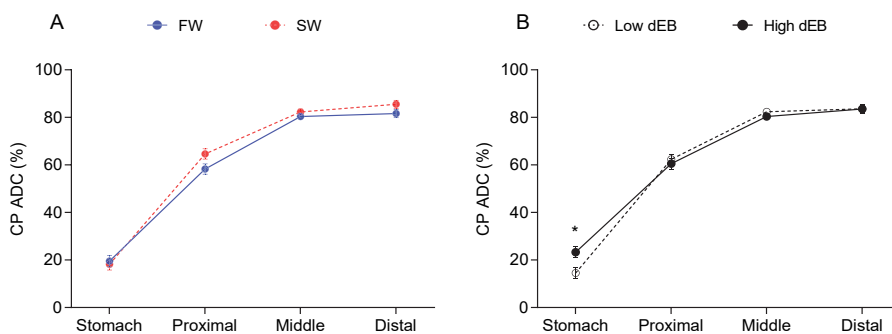 A
FW
SW
CP ADC (%)
100
80
60
40
20
0
Stomach
Proximal
Middle
Distal
B
Low dEB
High dEB
CP ADC (%)
100
80
60
40
20
0
*
Stomach
Proximal
Middle
Distal